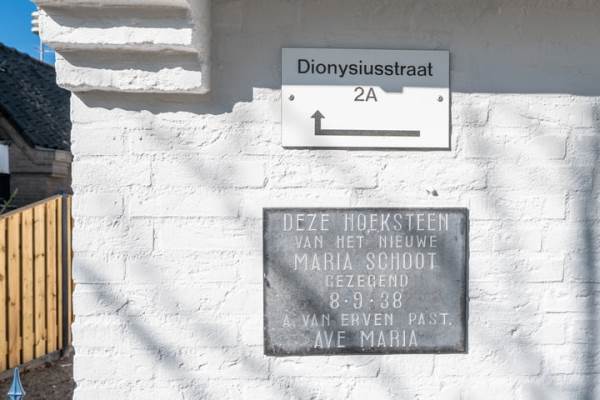 Dionysiusstraat
2A
DEZE HOEKSTEEN
VAN HET NIEUWE
MARIA SCHOOT
GEZEGEND
8·9·38
A. VAN ERVEN PAST.
AVE MARIA